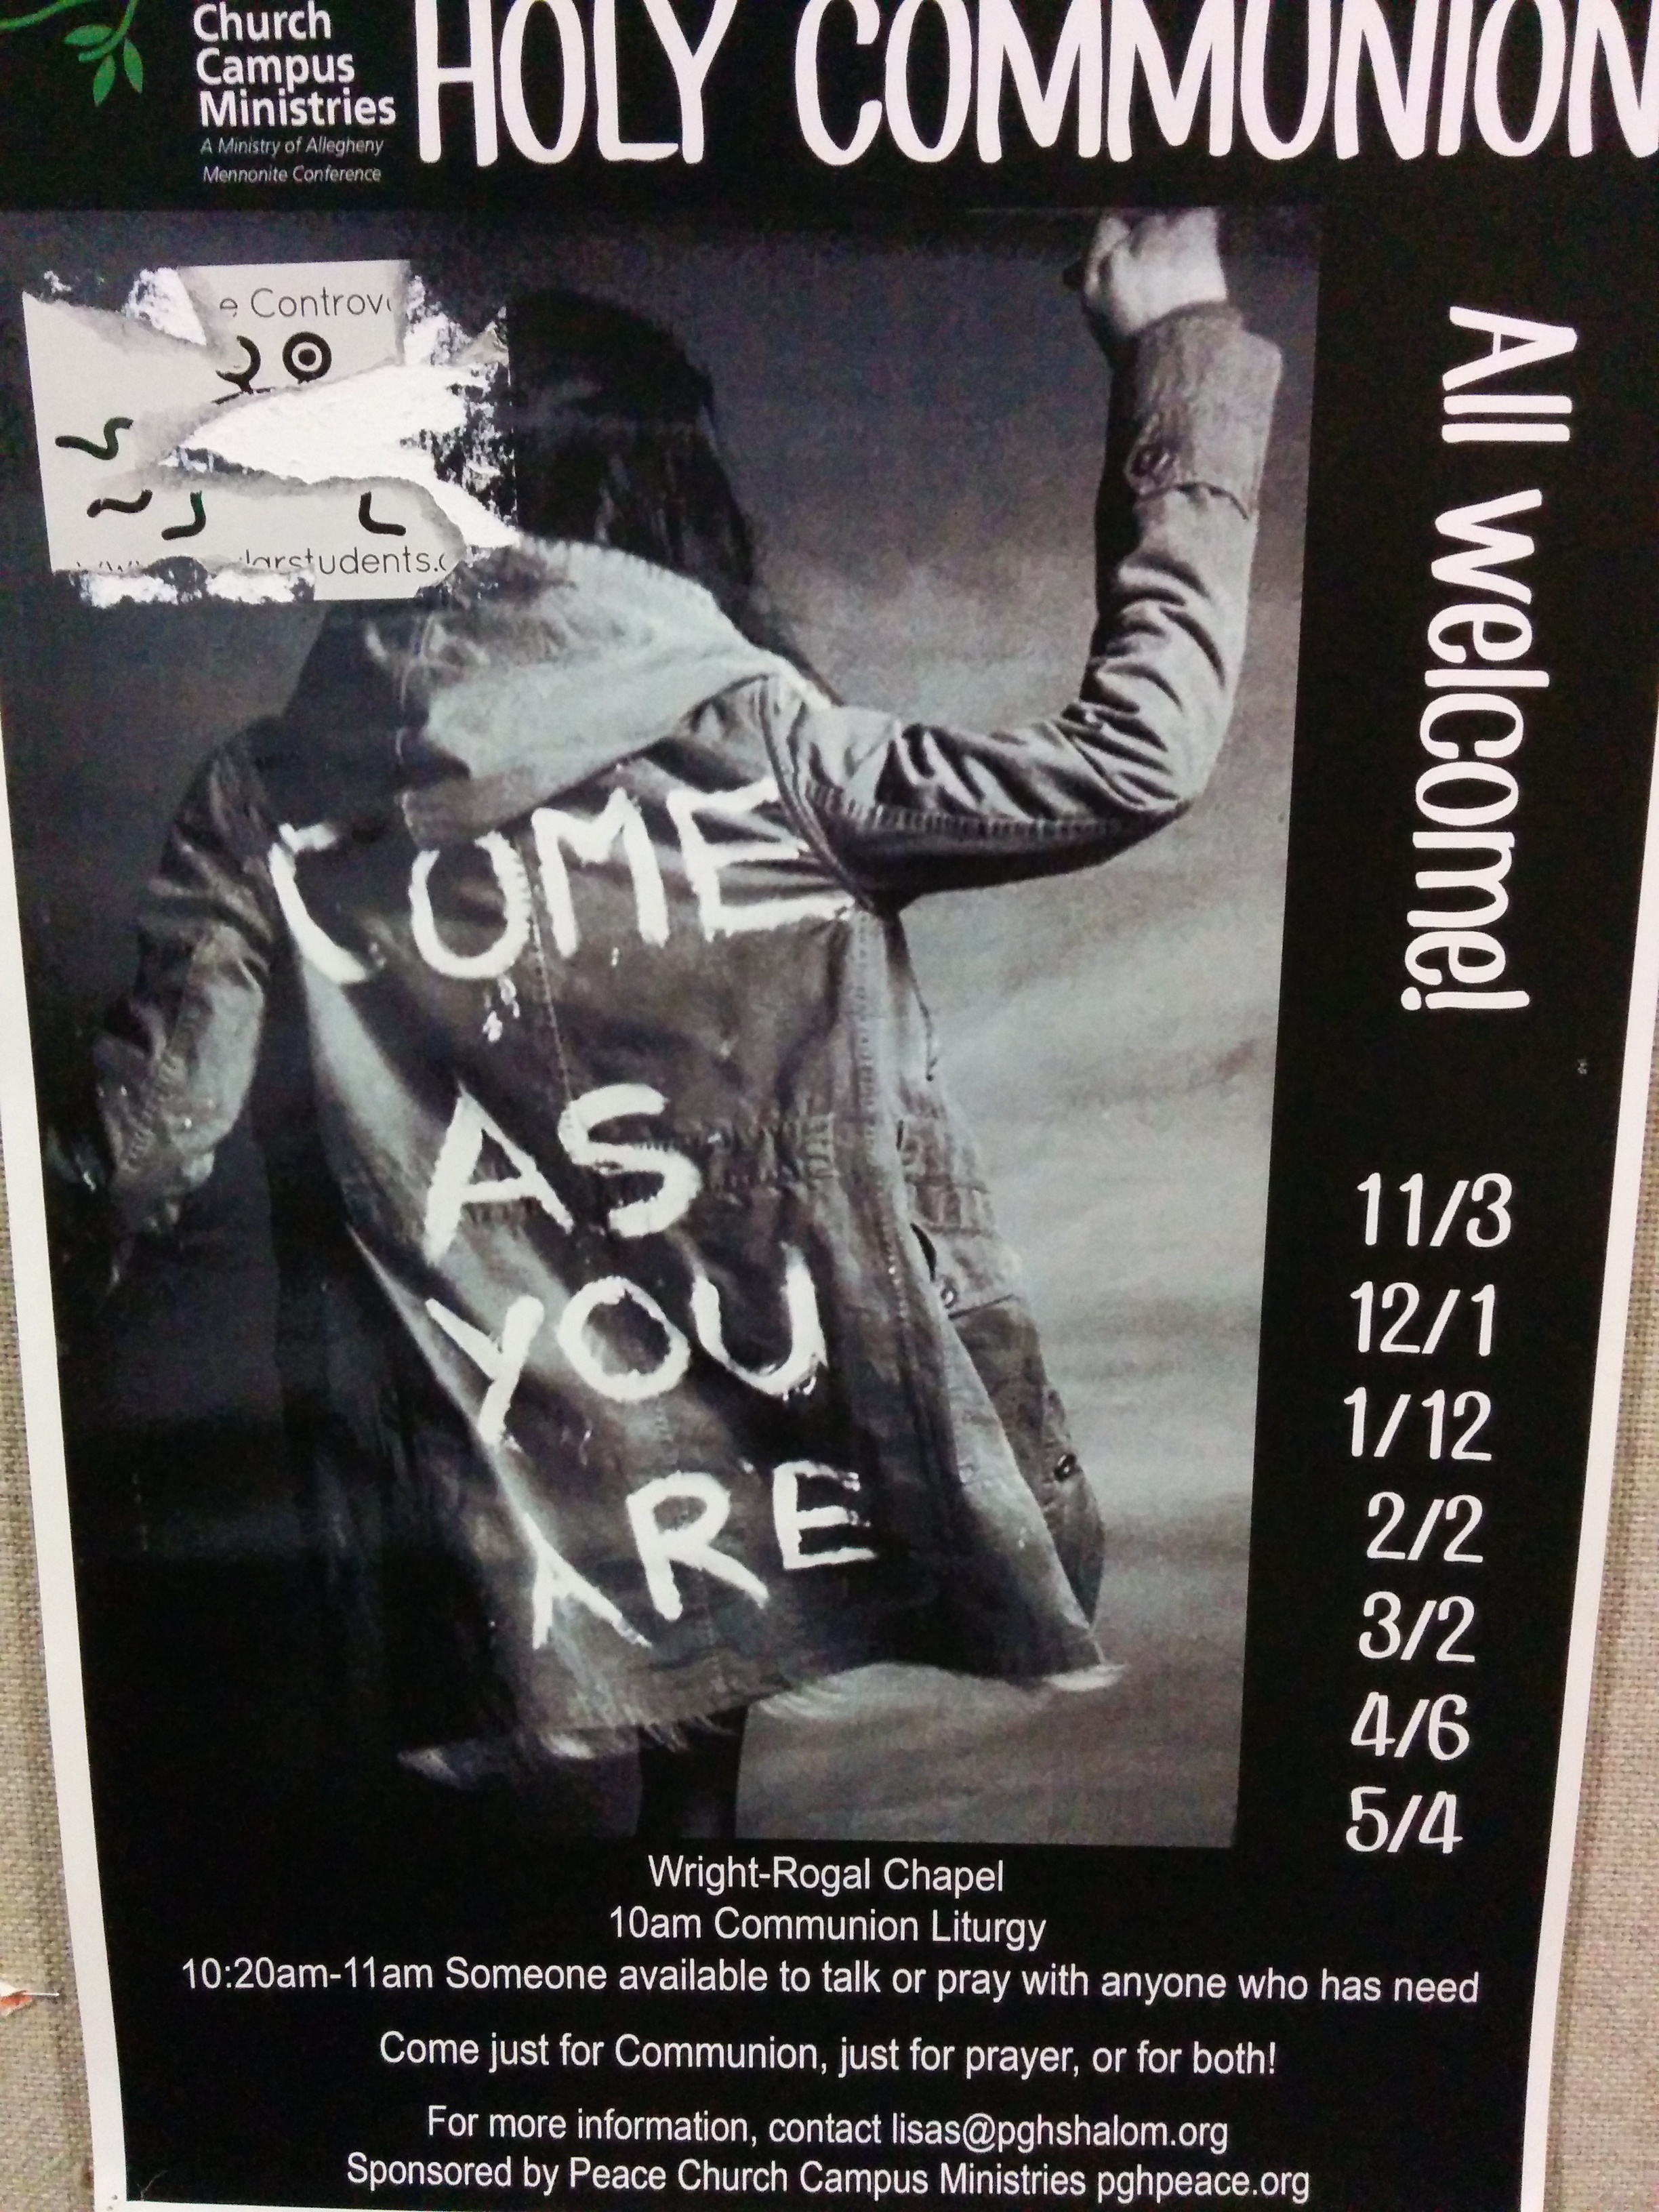 Church
Campus
Ministries
A Ministry of Allegheny
Mennonite Conference
HOLY COMMUNION
All welcome!
COME
AS
YOU
ARE
11/3
12/1
1/12
2/2
3/2
4/6
5/4
Wright-Rogal Chapel
10am Communion Liturgy
10:20am-11am Someone available to talk or pray with anyone who has need
Come just for Communion, just for prayer, or for both!
For more information, contact lisas@pghshalom.org
Sponsored by Peace Church Campus Ministries pghpeace.org